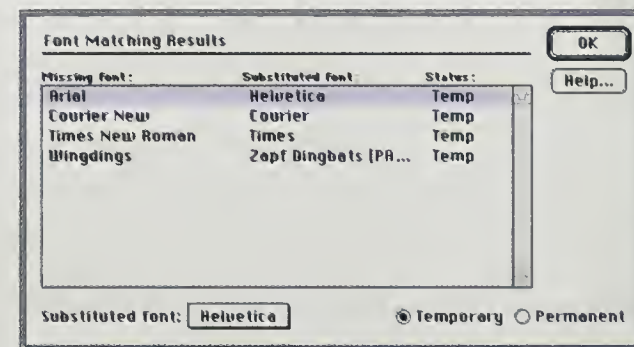 Font Matching Results
OK
Help...
Missing font: Substituted font Status:
Arial Helvetica Temp
Courier New Courier Temp
Times New Roman Times Temp
Wingdings Zapf Dingbats (PA... Temp
Substituted font: Helvetica Temporary Permanent